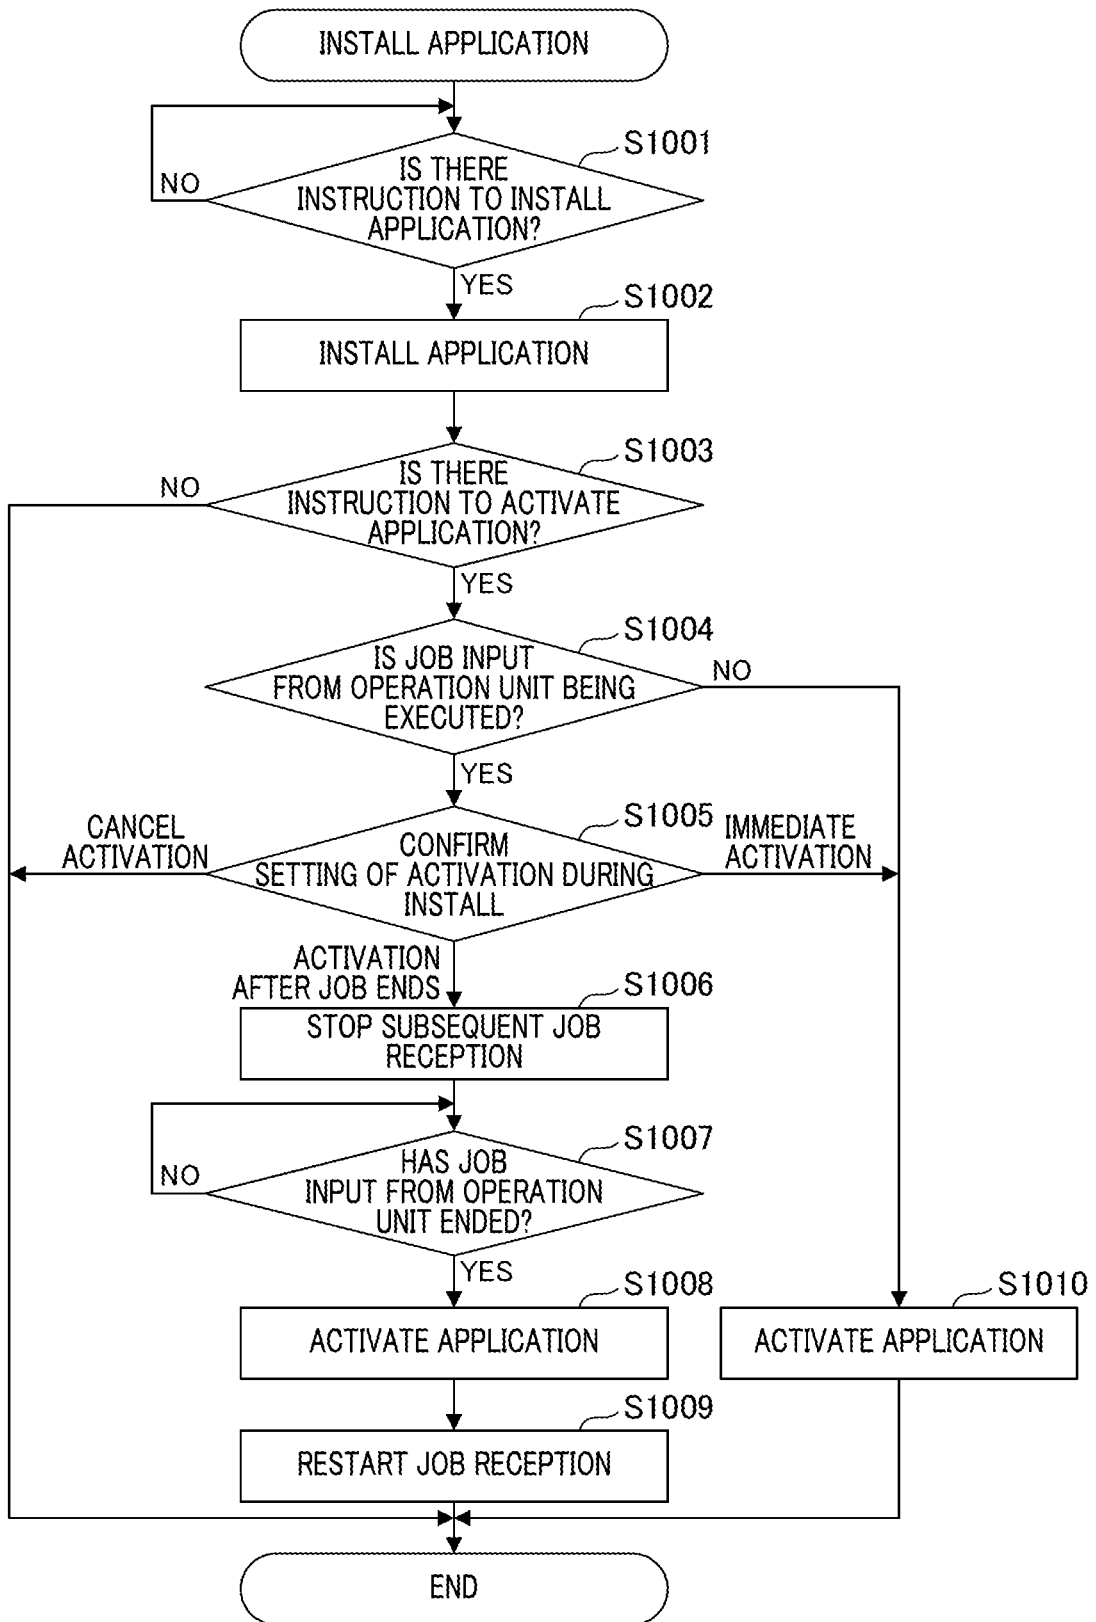 INSTALL APPLICATION
S1001
IS THERE
INSTRUCTION TO INSTALL
APPLICATION?
NO
YES
S1002
INSTALL APPLICATION
S1003
IS THERE
INSTRUCTION TO ACTIVATE
APPLICATION?
NO
YES
S1004
IS JOB INPUT
FROM OPERATION UNIT BEING
EXECUTED?
NO
YES
S1005
CONFIRM
SETTING OF ACTIVATION DURING
INSTALL
CANCEL
ACTIVATION
IMMEDIATE
ACTIVATION
ACTIVATION
AFTER JOB ENDS
S1006
STOP SUBSEQUENT JOB
RECEPTION
S1007
HAS JOB
INPUT FROM OPERATION
UNIT ENDED?
NO
YES
S1008
ACTIVATE APPLICATION
S1010
ACTIVATE APPLICATION
S1009
RESTART JOB RECEPTION
END